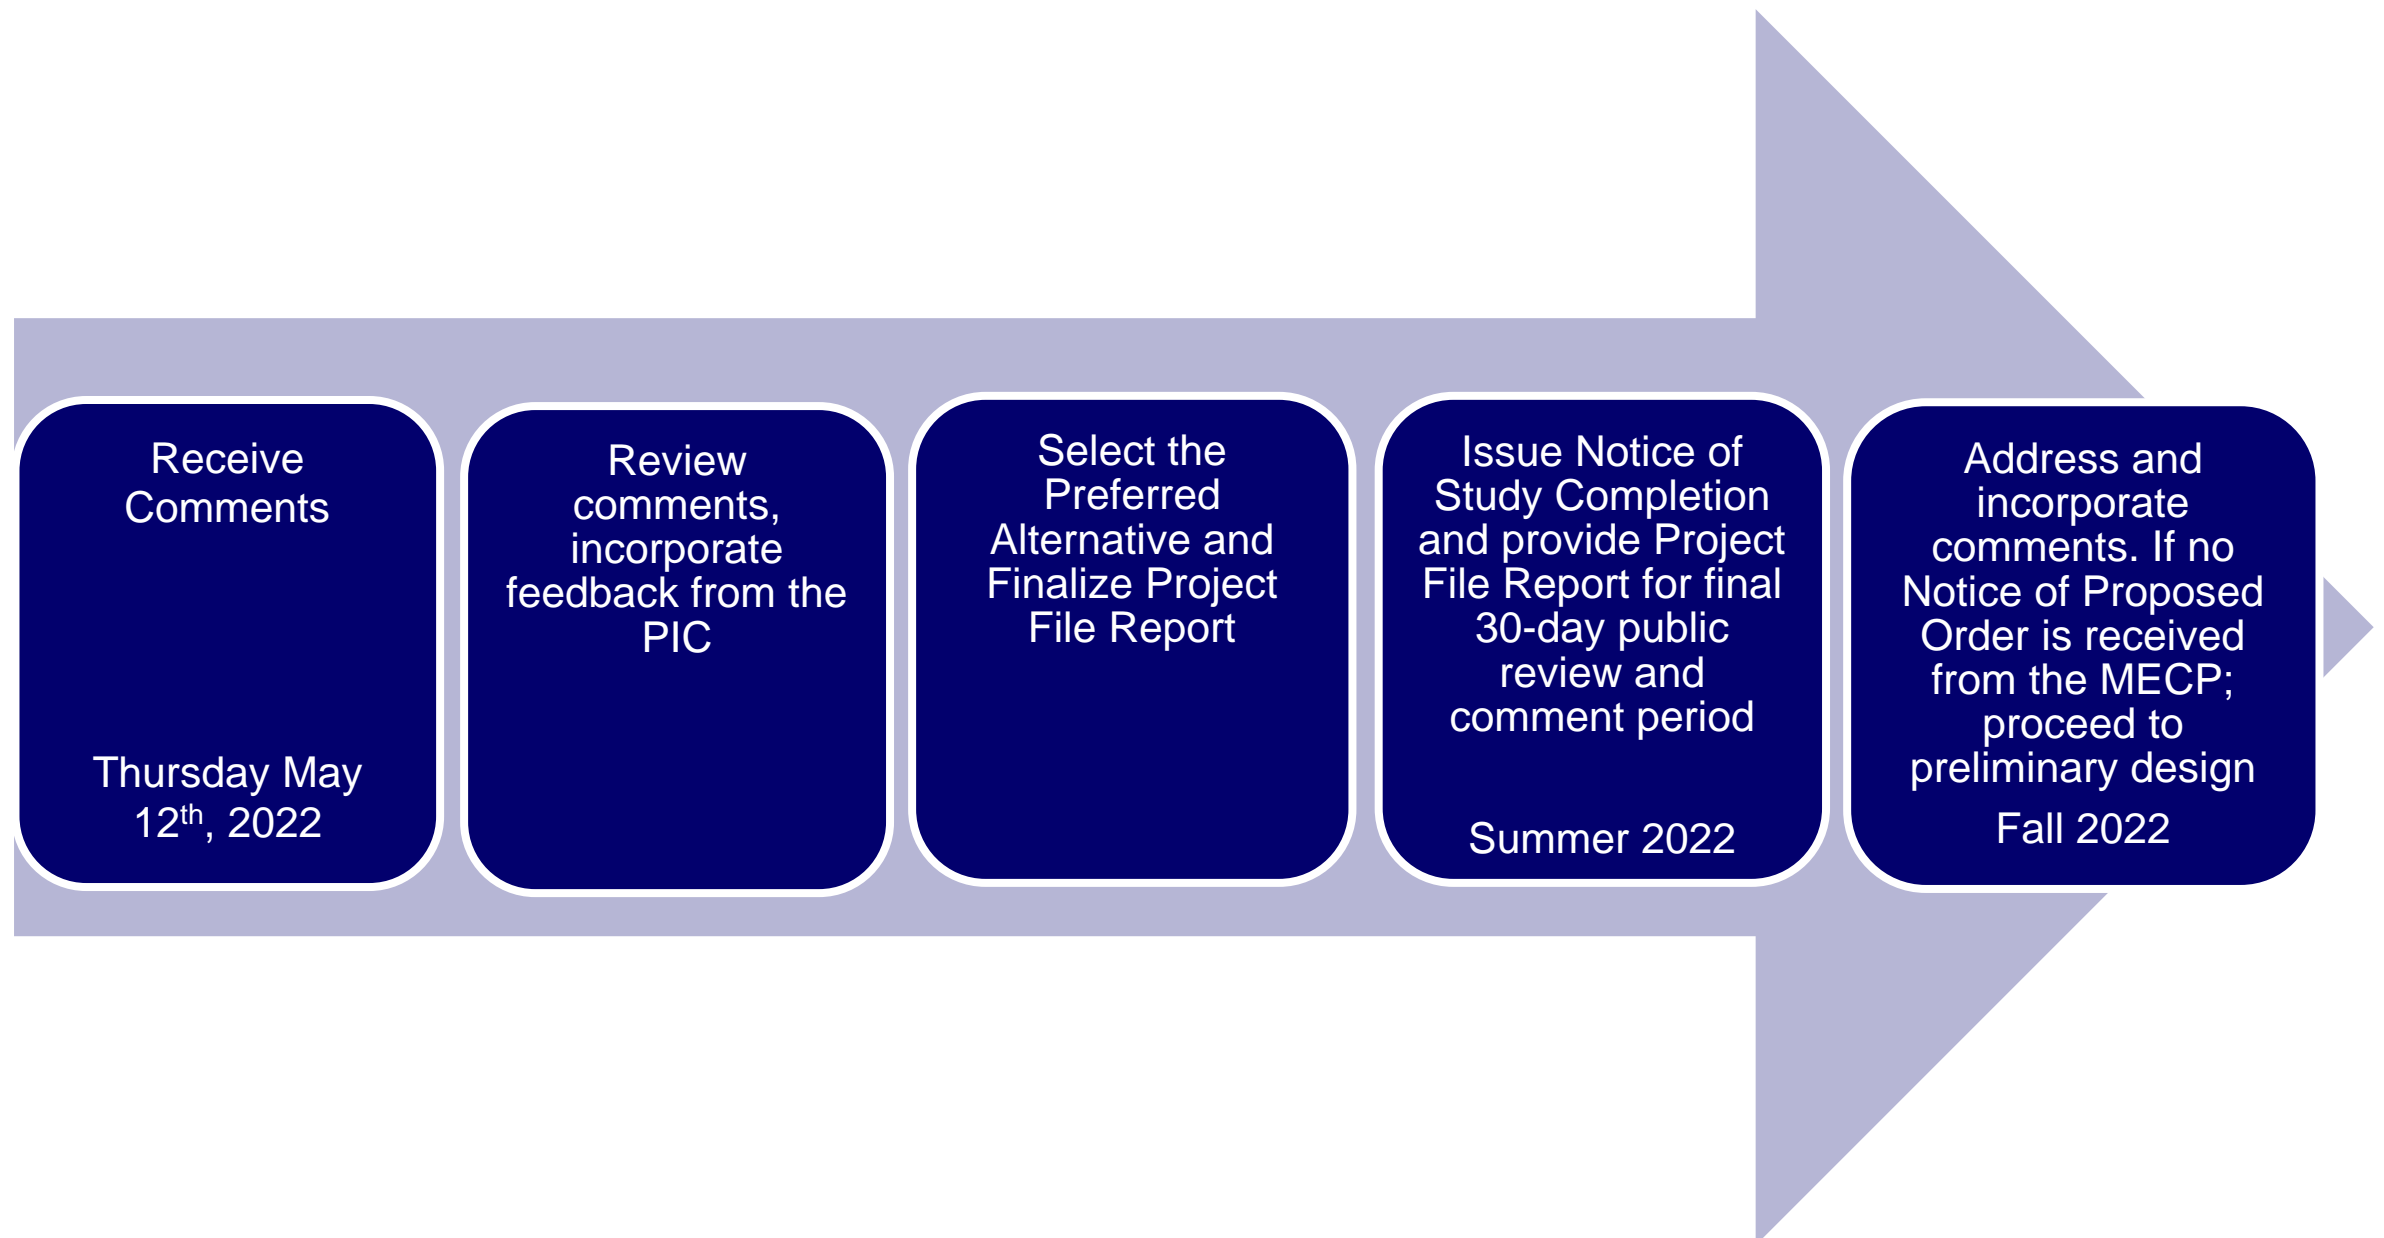 Receive
Comments
Thursday May
12th, 2022
Review
comments,
incorporate
feedback from the
PIC
Select the
Preferred
Alternative and
Finalize Project
File Report
Issue Notice of
Study Completion
and provide Project
File Report for final
30-day public
review and
comment period
Summer 2022
Address and
incorporate
comments. If no
Notice of Proposed
Order is received
from the MECP;
proceed to
preliminary design
Fall 2022